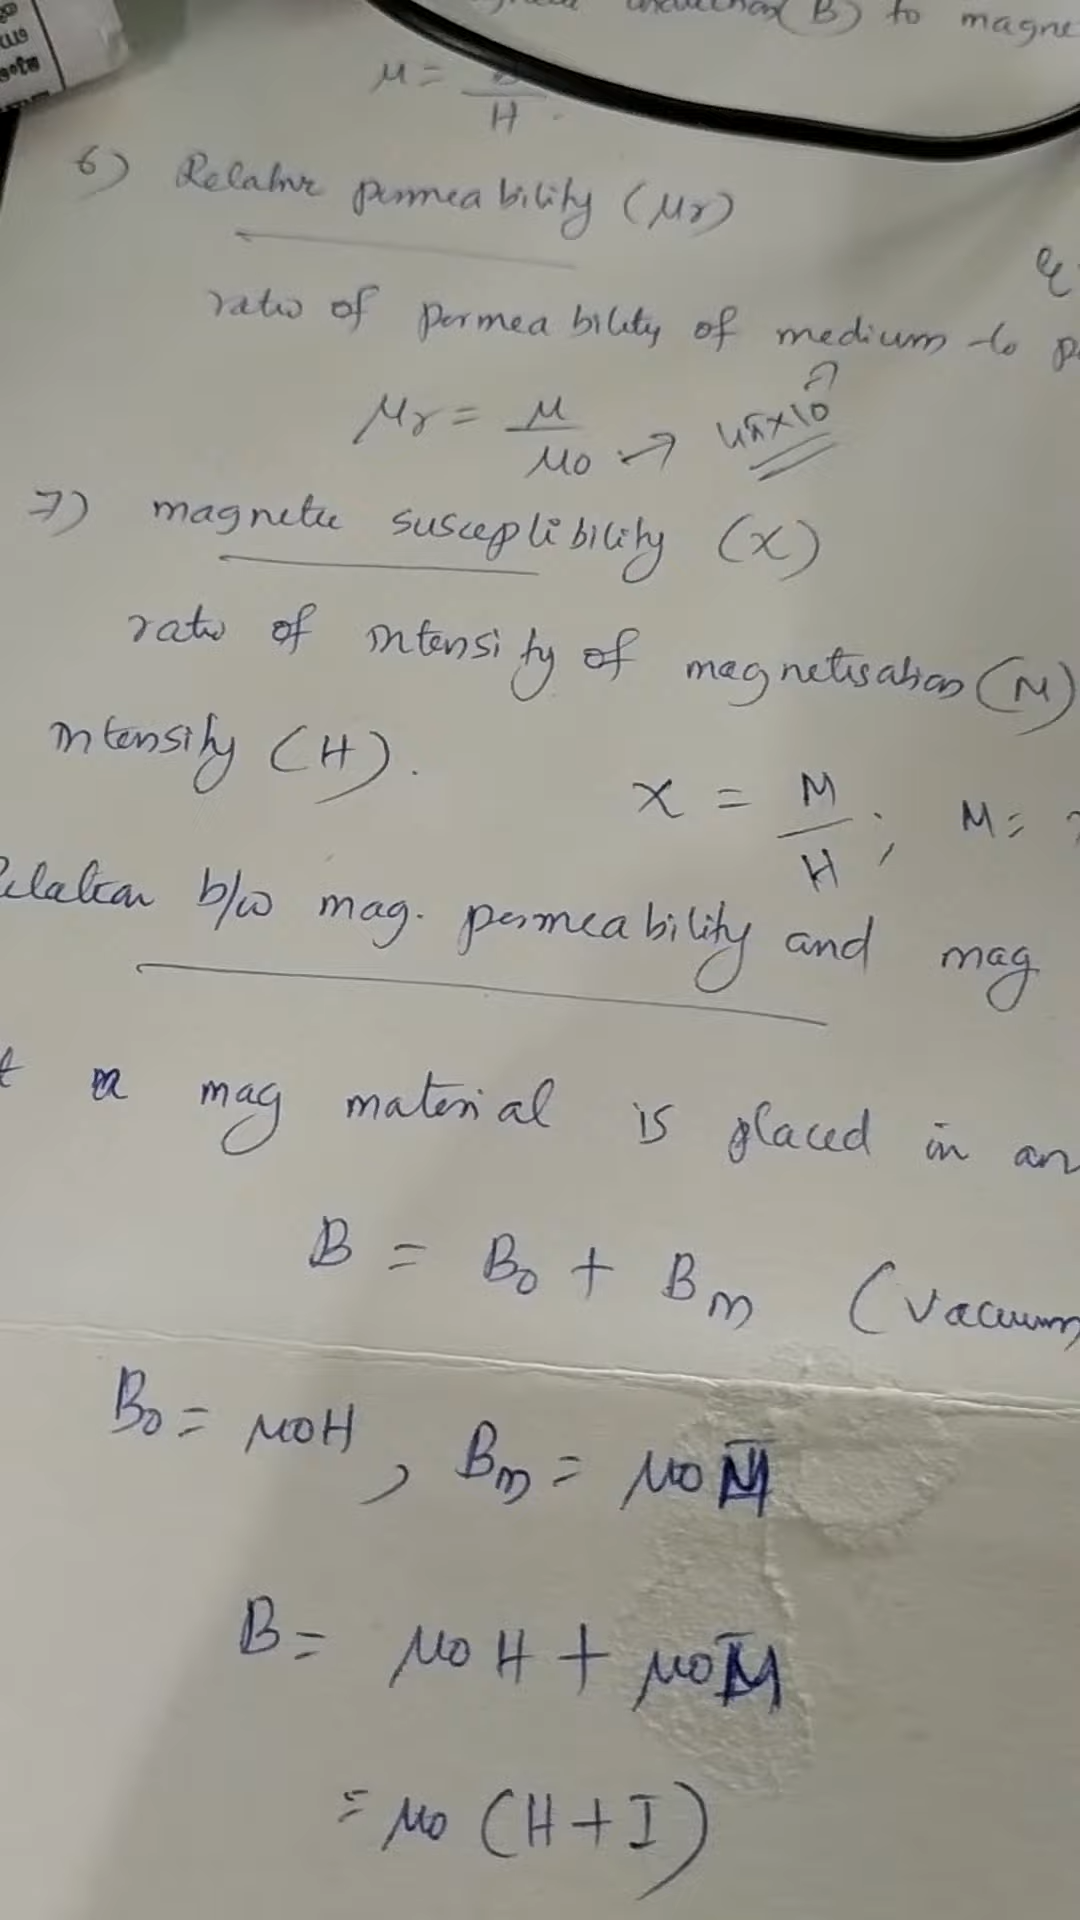 (B) to magne
μ = B/H.
6) Relative permeability (μr)
ratio of permeability of medium to p
μr = μ/μ0 → 4π×10
7) magnetic susceptibility (χ)
ratio of intensity of magnetisation (M)
intensity (H).
χ = M/H ; M =
Relation b/w mag. permeability and mag
a mag material is placed in an
B = B0 + Bm (vacuum
B0 = μ0H, Bm = μ0M
B = μ0H + μ0M
= μ0 (H + I)